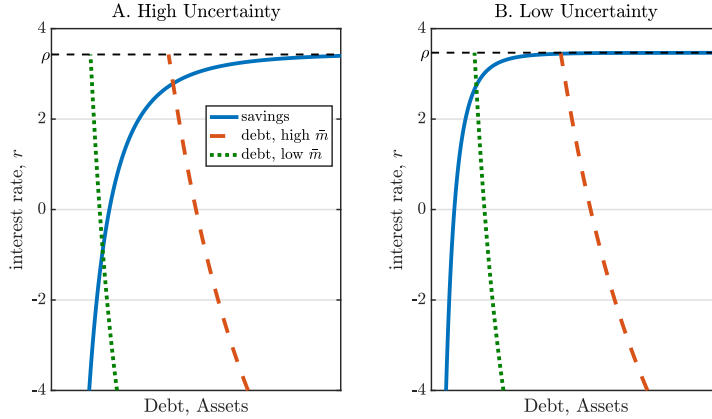 A. High Uncertainty
4
ρ
2
0
-2
-4
interest rate, r
savings
debt, high m̄
debt, low m̄
Debt, Assets
B. Low Uncertainty
4
ρ
2
0
-2
-4
interest rate, r
Debt, Assets